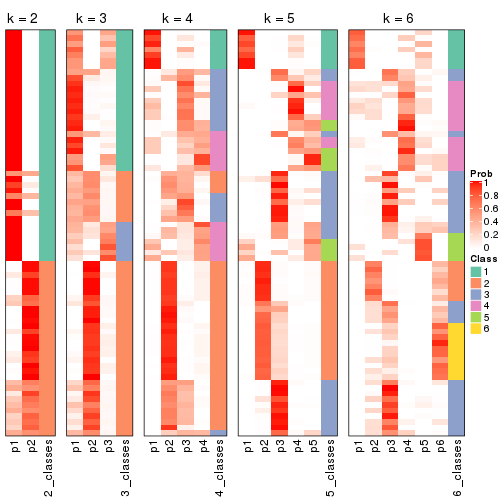 k = 2
k = 3
k = 4
k = 5
k = 6
p1
p2
2_classes
p1
p2
p3
3_classes
p1
p2
p3
p4
4_classes
p1
p2
p3
p4
p5
5_classes
p1
p2
p3
p4
p5
p6
6_classes
Prob
1
0.8
0.6
0.4
0.2
0
Class
1
2
3
4
5
6